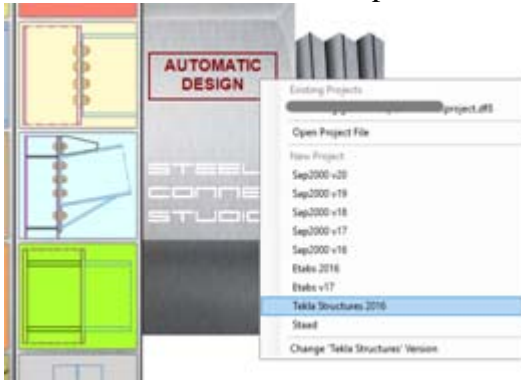 AUTOMATIC
DESIGN
STEEL
CONNE
STUDIO
Existing Projects
project.dfl
Open Project File
New Project
Sap2000 v20
Sap2000 v19
Sap2000 v18
Sap2000 v17
Sap2000 v16
Etabs 2016
Etabs v17
Tekla Structures 2016
Staad
Change 'Tekla Structures' Version